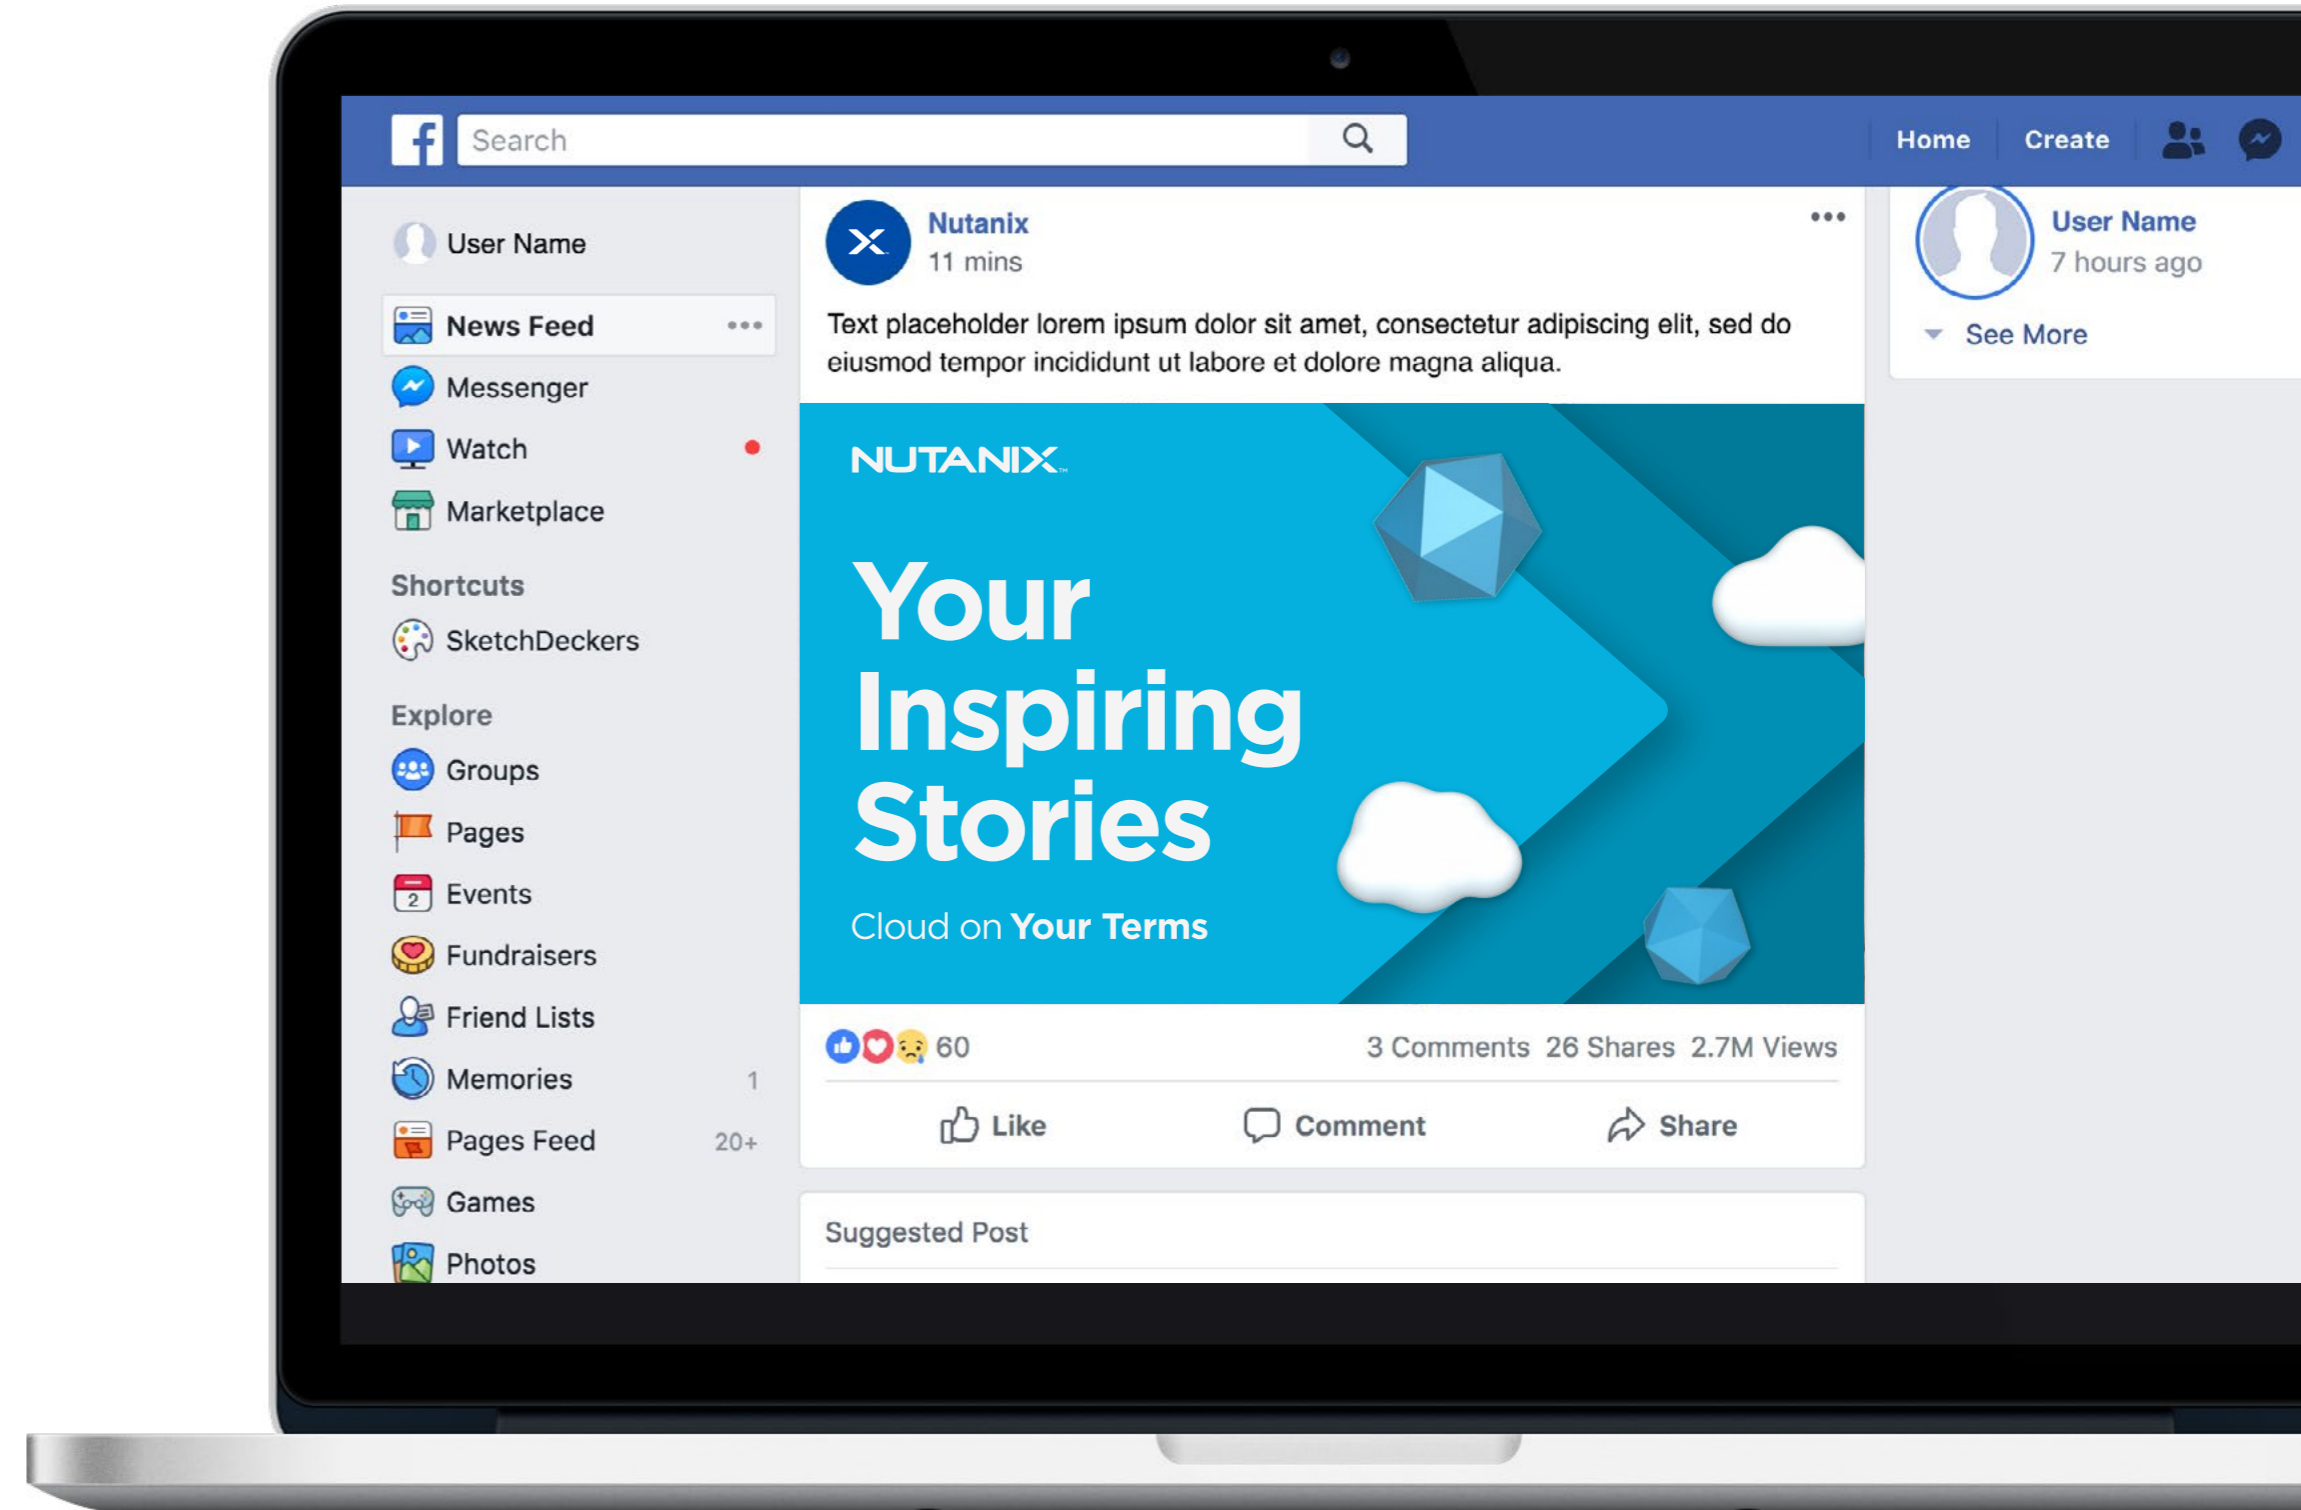 Search
Home
Create
User Name
News Feed
Messenger
Watch
Marketplace
Shortcuts
SketchDeckers
Explore
Groups
Pages
2
Events
Fundraisers
Friend Lists
Memories
1
Pages Feed
20+
Games
Photos
Nutanix
11 mins
Text placeholder lorem ipsum dolor sit amet, consectetur adipiscing elit, sed do
eiusmod tempor incididunt ut labore et dolore magna aliqua.
NUTANIX™
Your
Inspiring
Stories
Cloud on Your Terms
60
3 Comments 26 Shares 2.7M Views
Like
Comment
Share
Suggested Post
User Name
7 hours ago
See More